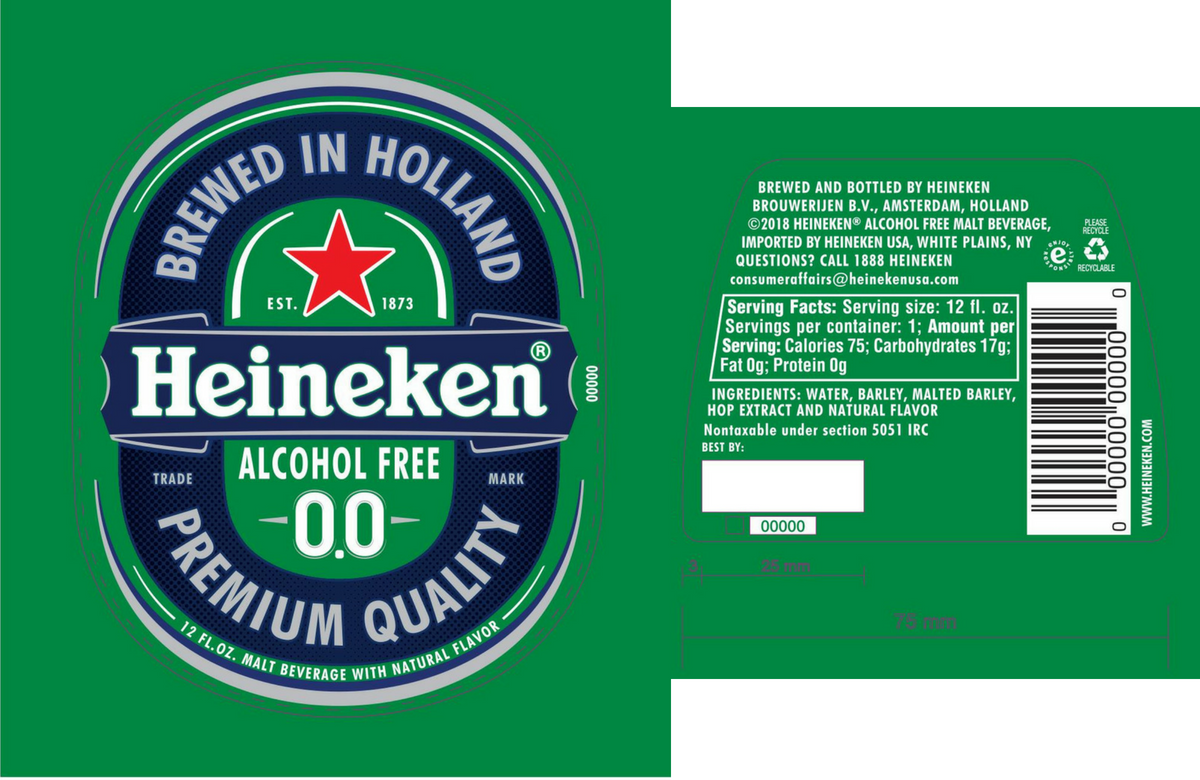 BREWED IN HOLLAND
EST. 1873
Heineken®
00000
ALCOHOL FREE
TRADE MARK
0.0
PREMIUM QUALITY
12 FL.OZ. MALT BEVERAGE WITH NATURAL FLAVOR
BREWED AND BOTTLED BY HEINEKEN
BROUWERIJEN B.V., AMSTERDAM, HOLLAND
©2018 HEINEKEN® ALCOHOL FREE MALT BEVERAGE,
IMPORTED BY HEINEKEN USA, WHITE PLAINS, NY
QUESTIONS? CALL 1888 HEINEKEN
consumeraffairs@heinekenusa.com
ENJOY
e
PLEASE
RECYCLE
RECYCLABLE
Serving Facts: Serving size: 12 fl. oz.
Servings per container: 1; Amount per
Serving: Calories 75; Carbohydrates 17g;
Fat 0g; Protein 0g
INGREDIENTS: WATER, BARLEY, MALTED BARLEY,
HOP EXTRACT AND NATURAL FLAVOR
Nontaxable under section 5051 IRC
BEST BY:
00000
0 00000 00000 0
WWW.HEINEKEN.COM
3 25 mm
75 mm